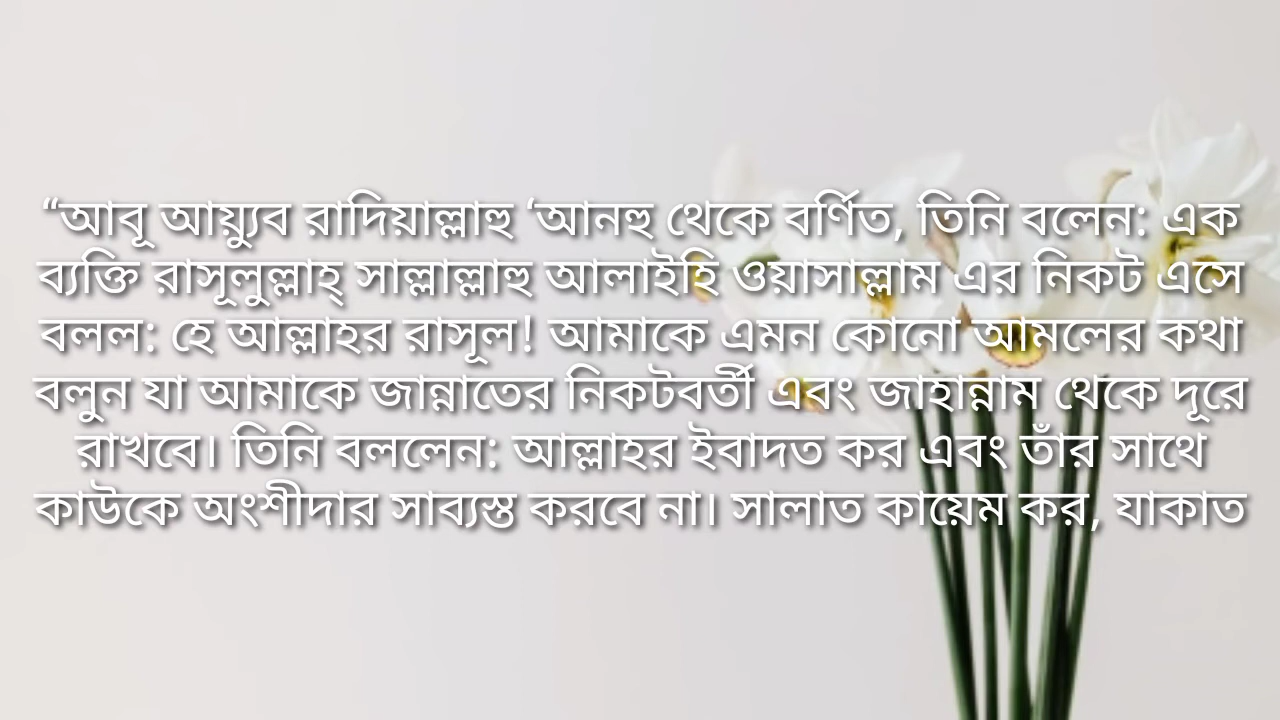 “আবূ আয়্যুব রাদিয়াল্লাহু ‘আনহু থেকে বর্ণিত, তিনি বলেন: এক
ব্যক্তি রাসূলুল্লাহ্ সাল্লাল্লাহু আলাইহি ওয়াসাল্লাম এর নিকট এসে
বলল: হে আল্লাহর রাসূল! আমাকে এমন কোনো আমলের কথা
বলুন যা আমাকে জান্নাতের নিকটবর্তী এবং জাহান্নাম থেকে দূরে
রাখবে। তিনি বললেন: আল্লাহর ইবাদত কর এবং তাঁর সাথে
কাউকে অংশীদার সাব্যস্ত করবে না। সালাত কায়েম কর, যাকাত